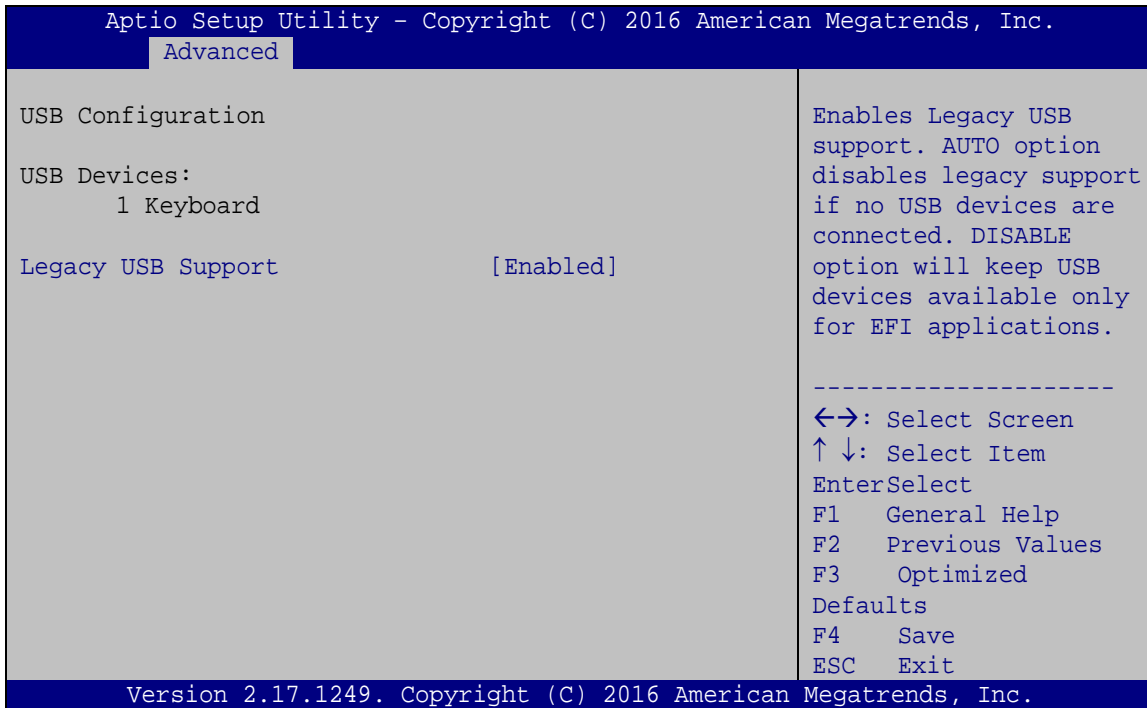 Aptio Setup Utility – Copyright (C) 2016 American Megatrends, Inc.
Advanced
USB Configuration
USB Devices:
1 Keyboard
Legacy USB Support [Enabled]
Enables Legacy USB
support. AUTO option
disables legacy support
if no USB devices are
connected. DISABLE
option will keep USB
devices available only
for EFI applications.
---------------------
←→: Select Screen
↑ ↓: Select Item
EnterSelect
F1 General Help
F2 Previous Values
F3 Optimized
Defaults
F4 Save
ESC Exit
Version 2.17.1249. Copyright (C) 2016 American Megatrends, Inc.